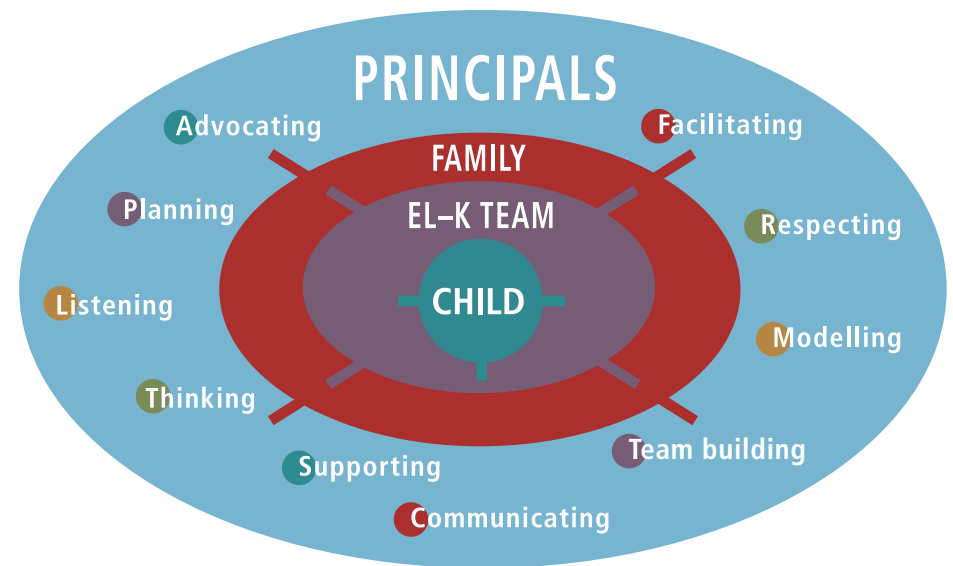 PRINCIPALS
Advocating
Facilitating
FAMILY
Planning
EL–K TEAM
Respecting
Listening
CHILD
Modelling
Thinking
Team building
Supporting
Communicating